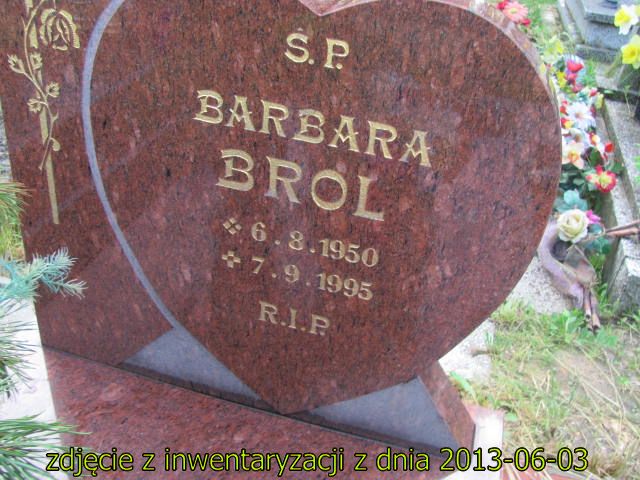 Ś.P.
BARBARA
BROL
6.8.1950
7.9.1995
R.I.P.
zdjęcie z inwentaryzacji z dnia 2013-06-03